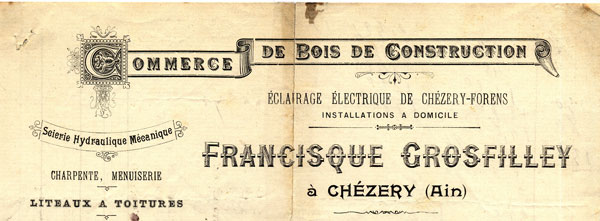 COMMERCE DE BOIS DE CONSTRUCTION
ÉCLAIRAGE ÉLECTRIQUE DE CHÉZERY-FORENS
INSTALLATIONS A DOMICILE
Scierie Hydraulique Mécanique
FRANCISQUE GROSFILLEY
CHARPENTE, MENUISERIE
à CHÉZERY (Ain)
LITEAUX A TOITURES